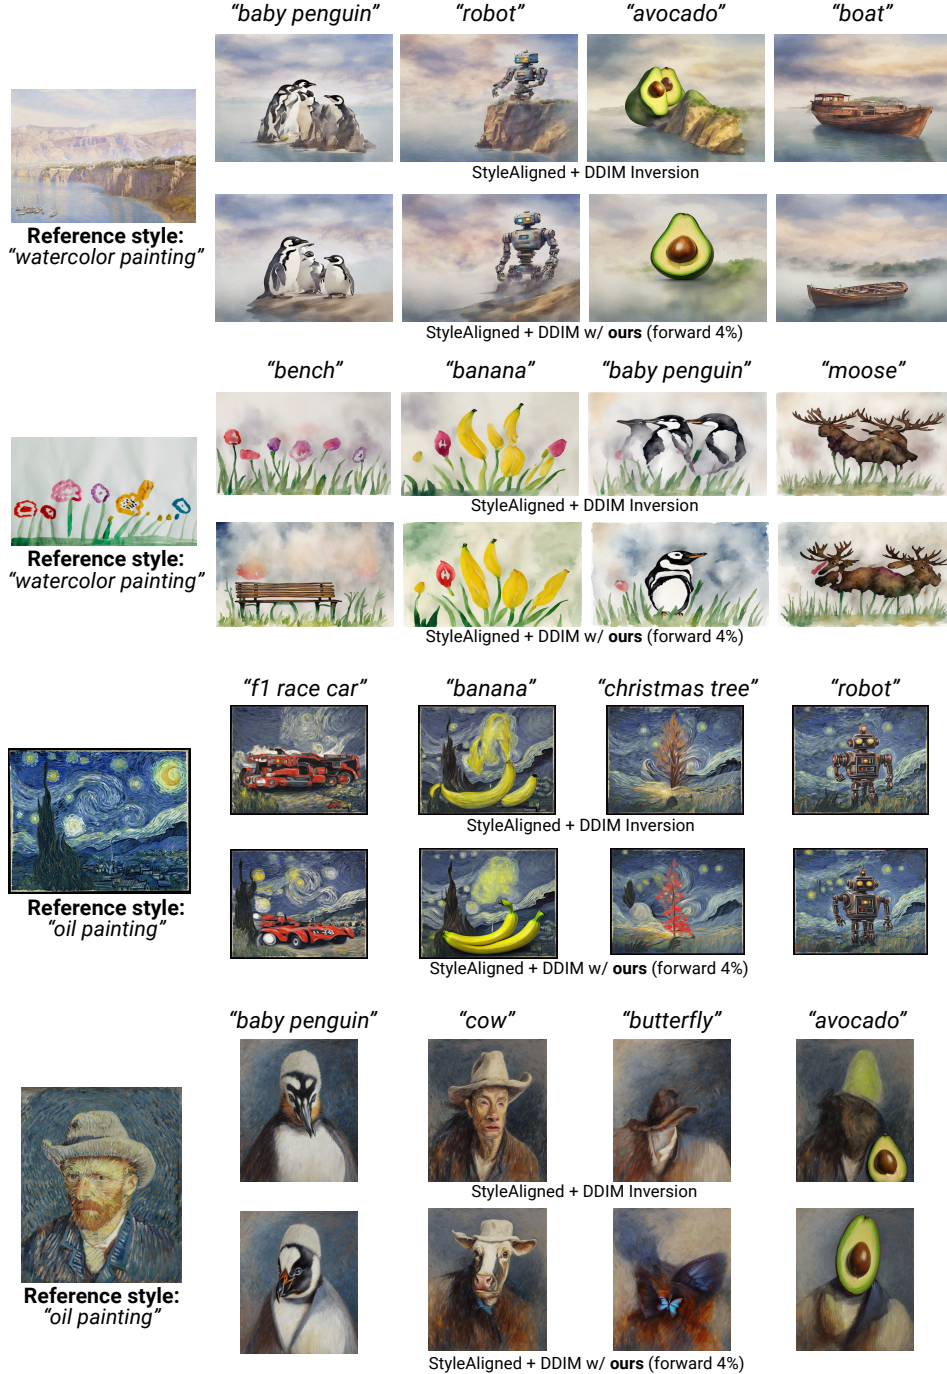 “baby penguin” “robot” “avocado” “boat”
StyleAligned + DDIM Inversion
Reference style:
“watercolor painting”
StyleAligned + DDIM w/ ours (forward 4%)
“bench” “banana” “baby penguin” “moose”
StyleAligned + DDIM Inversion
Reference style:
“watercolor painting”
StyleAligned + DDIM w/ ours (forward 4%)
“f1 race car” “banana” “christmas tree” “robot”
StyleAligned + DDIM Inversion
Reference style:
“oil painting”
StyleAligned + DDIM w/ ours (forward 4%)
“baby penguin” “cow” “butterfly” “avocado”
StyleAligned + DDIM Inversion
Reference style:
“oil painting”
StyleAligned + DDIM w/ ours (forward 4%)